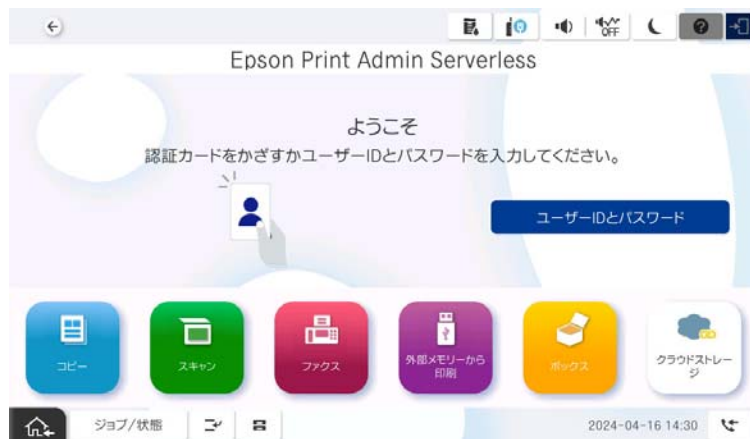 OFF
Epson Print Admin Serverless
ようこそ
認証カードをかざすかユーザーIDとパスワードを入力してください。
ユーザーIDとパスワード
コピー
スキャン
ファクス
外部メモリーから
印刷
ボックス
クラウドストレー
ジ
ジョブ/状態
2024-04-16 14:30